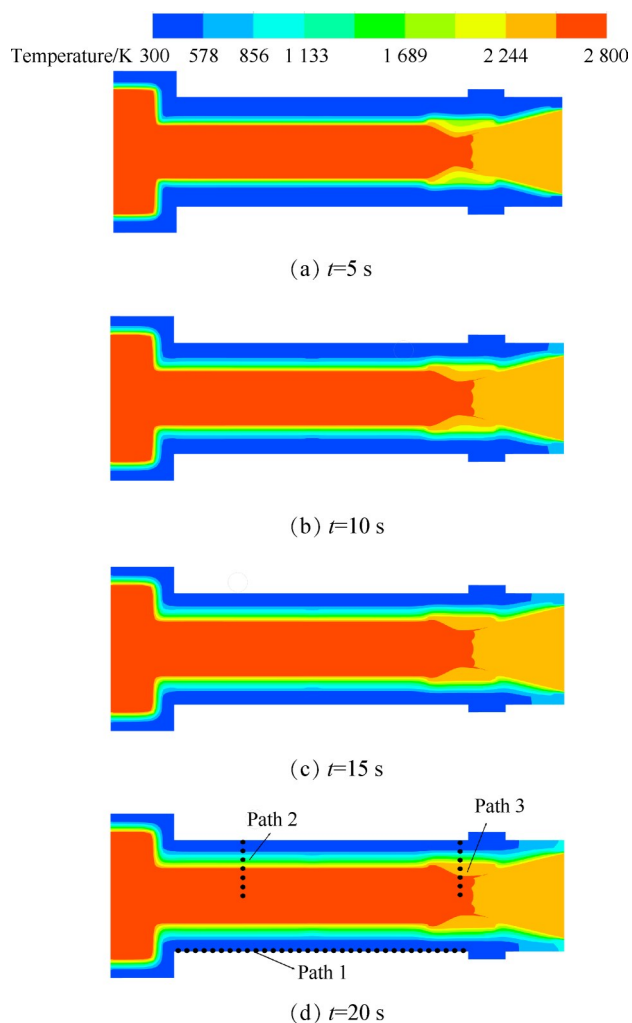 Temperature/K 300 578 856 1 133 1 689 2 244 2 800
(a) t=5 s
(b) t=10 s
(c) t=15 s
Path 2
Path 3
Path 1
(d) t=20 s